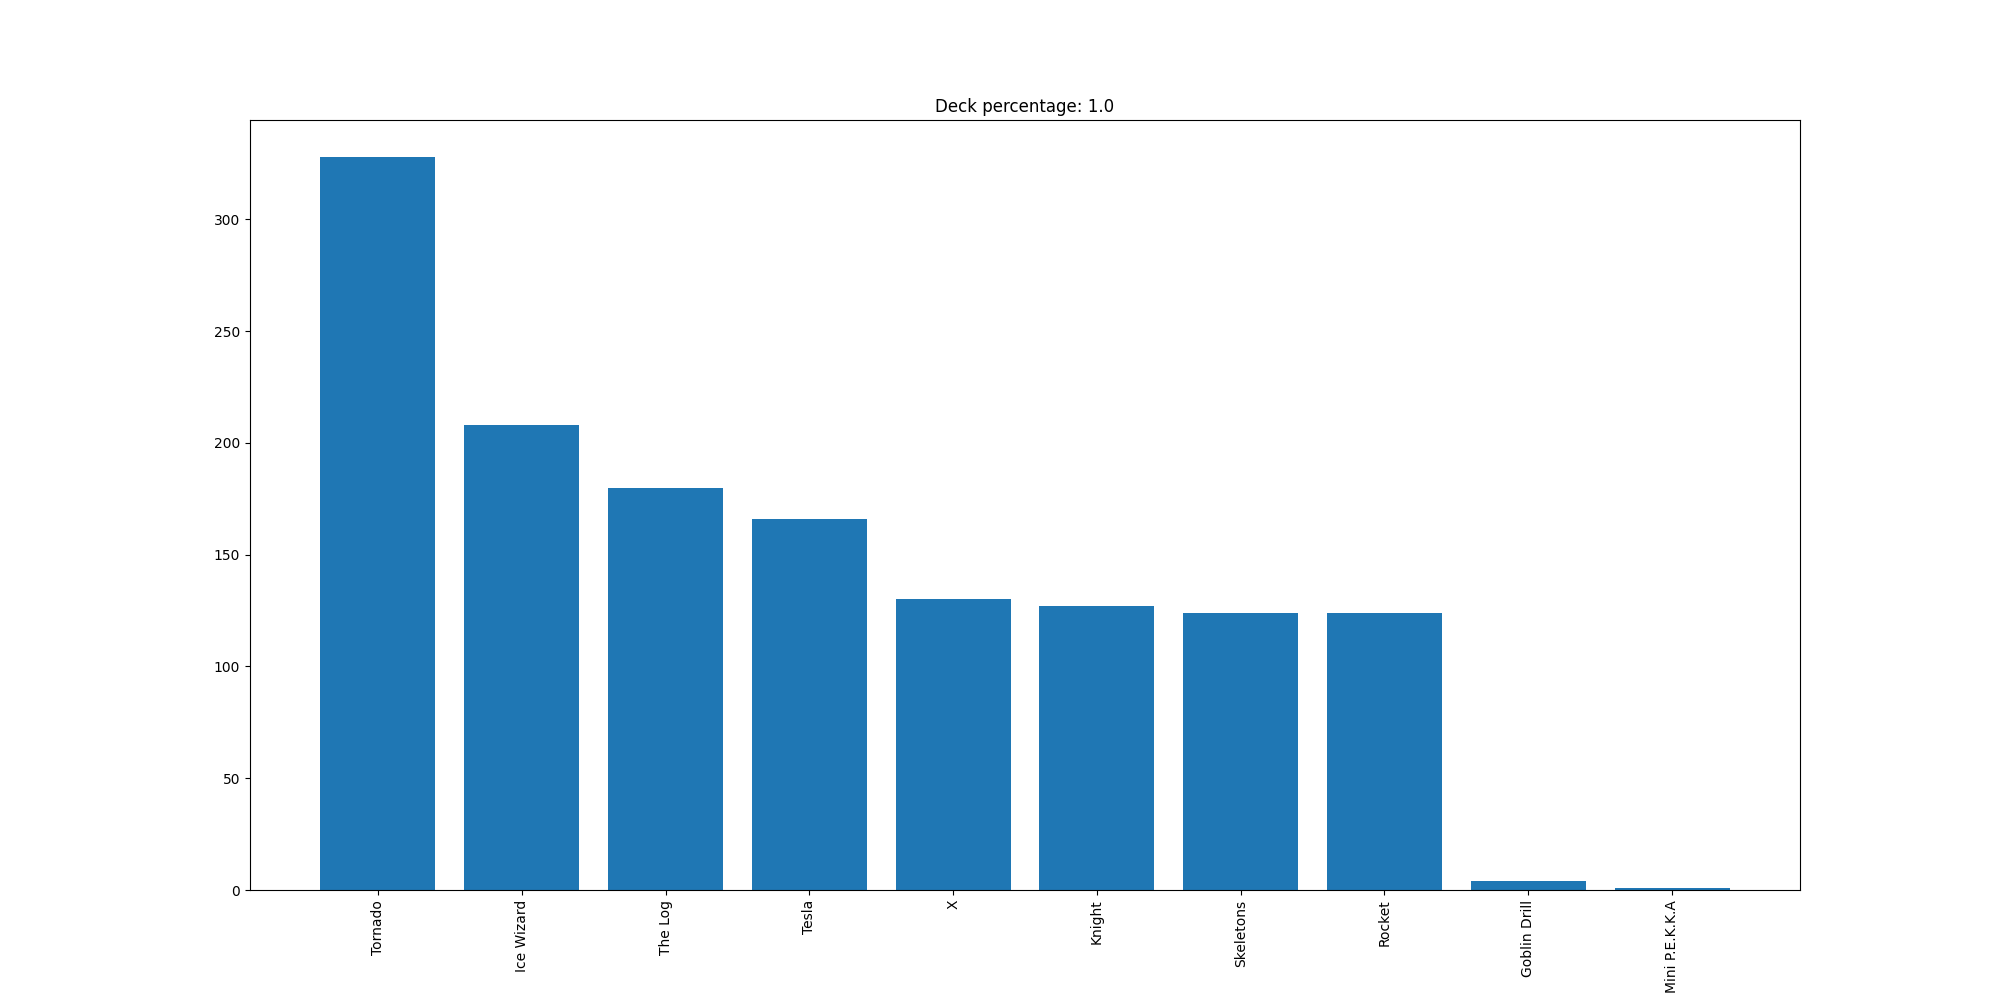 Deck percentage: 1.0
300
250
200
150
100
50
0
Tornado
Ice Wizard
The Log
Tesla
X
Knight
Skeletons
Rocket
Goblin Drill
Mini P.E.K.K.A